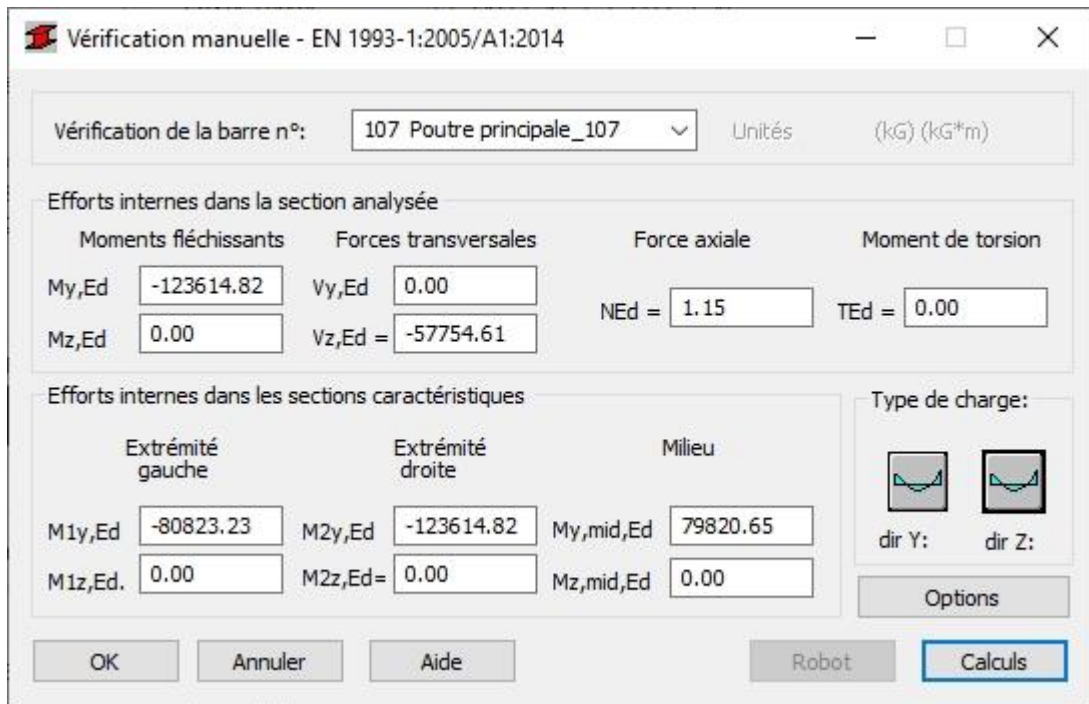 Vérification manuelle - EN 1993-1:2005/A1:2014
Vérification de la barre n°: 107 Poutre principale_107 Unités (kG) (kG*m)
Efforts internes dans la section analysée
Moments fléchissants Forces transversales Force axiale Moment de torsion
My,Ed -123614.82 Vy,Ed 0.00
NEd = 1.15 TEd = 0.00
Mz,Ed 0.00 Vz,Ed = -57754.61
Efforts internes dans les sections caractéristiques
Type de charge:
Extrémité gauche Extrémité droite Milieu
M1y,Ed -80823.23 M2y,Ed -123614.82 My,mid,Ed 79820.65
dir Y: dir Z:
M1z,Ed. 0.00 M2z,Ed= 0.00 Mz,mid,Ed 0.00
Options
OK Annuler Aide Robot Calculs